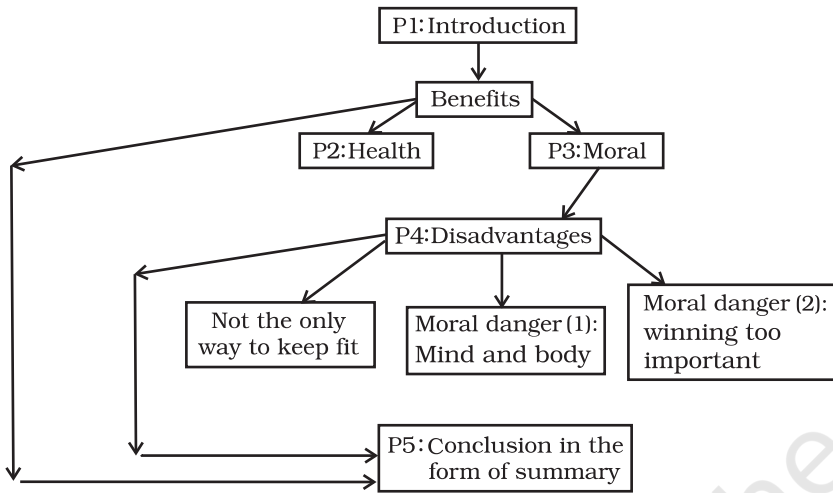 P1:Introduction
Benefits
P2:Health
P3:Moral
P4:Disadvantages
Not the only
way to keep fit
Moral danger (1):
Mind and body
Moral danger (2):
winning too
important
P5:Conclusion in the
form of summary